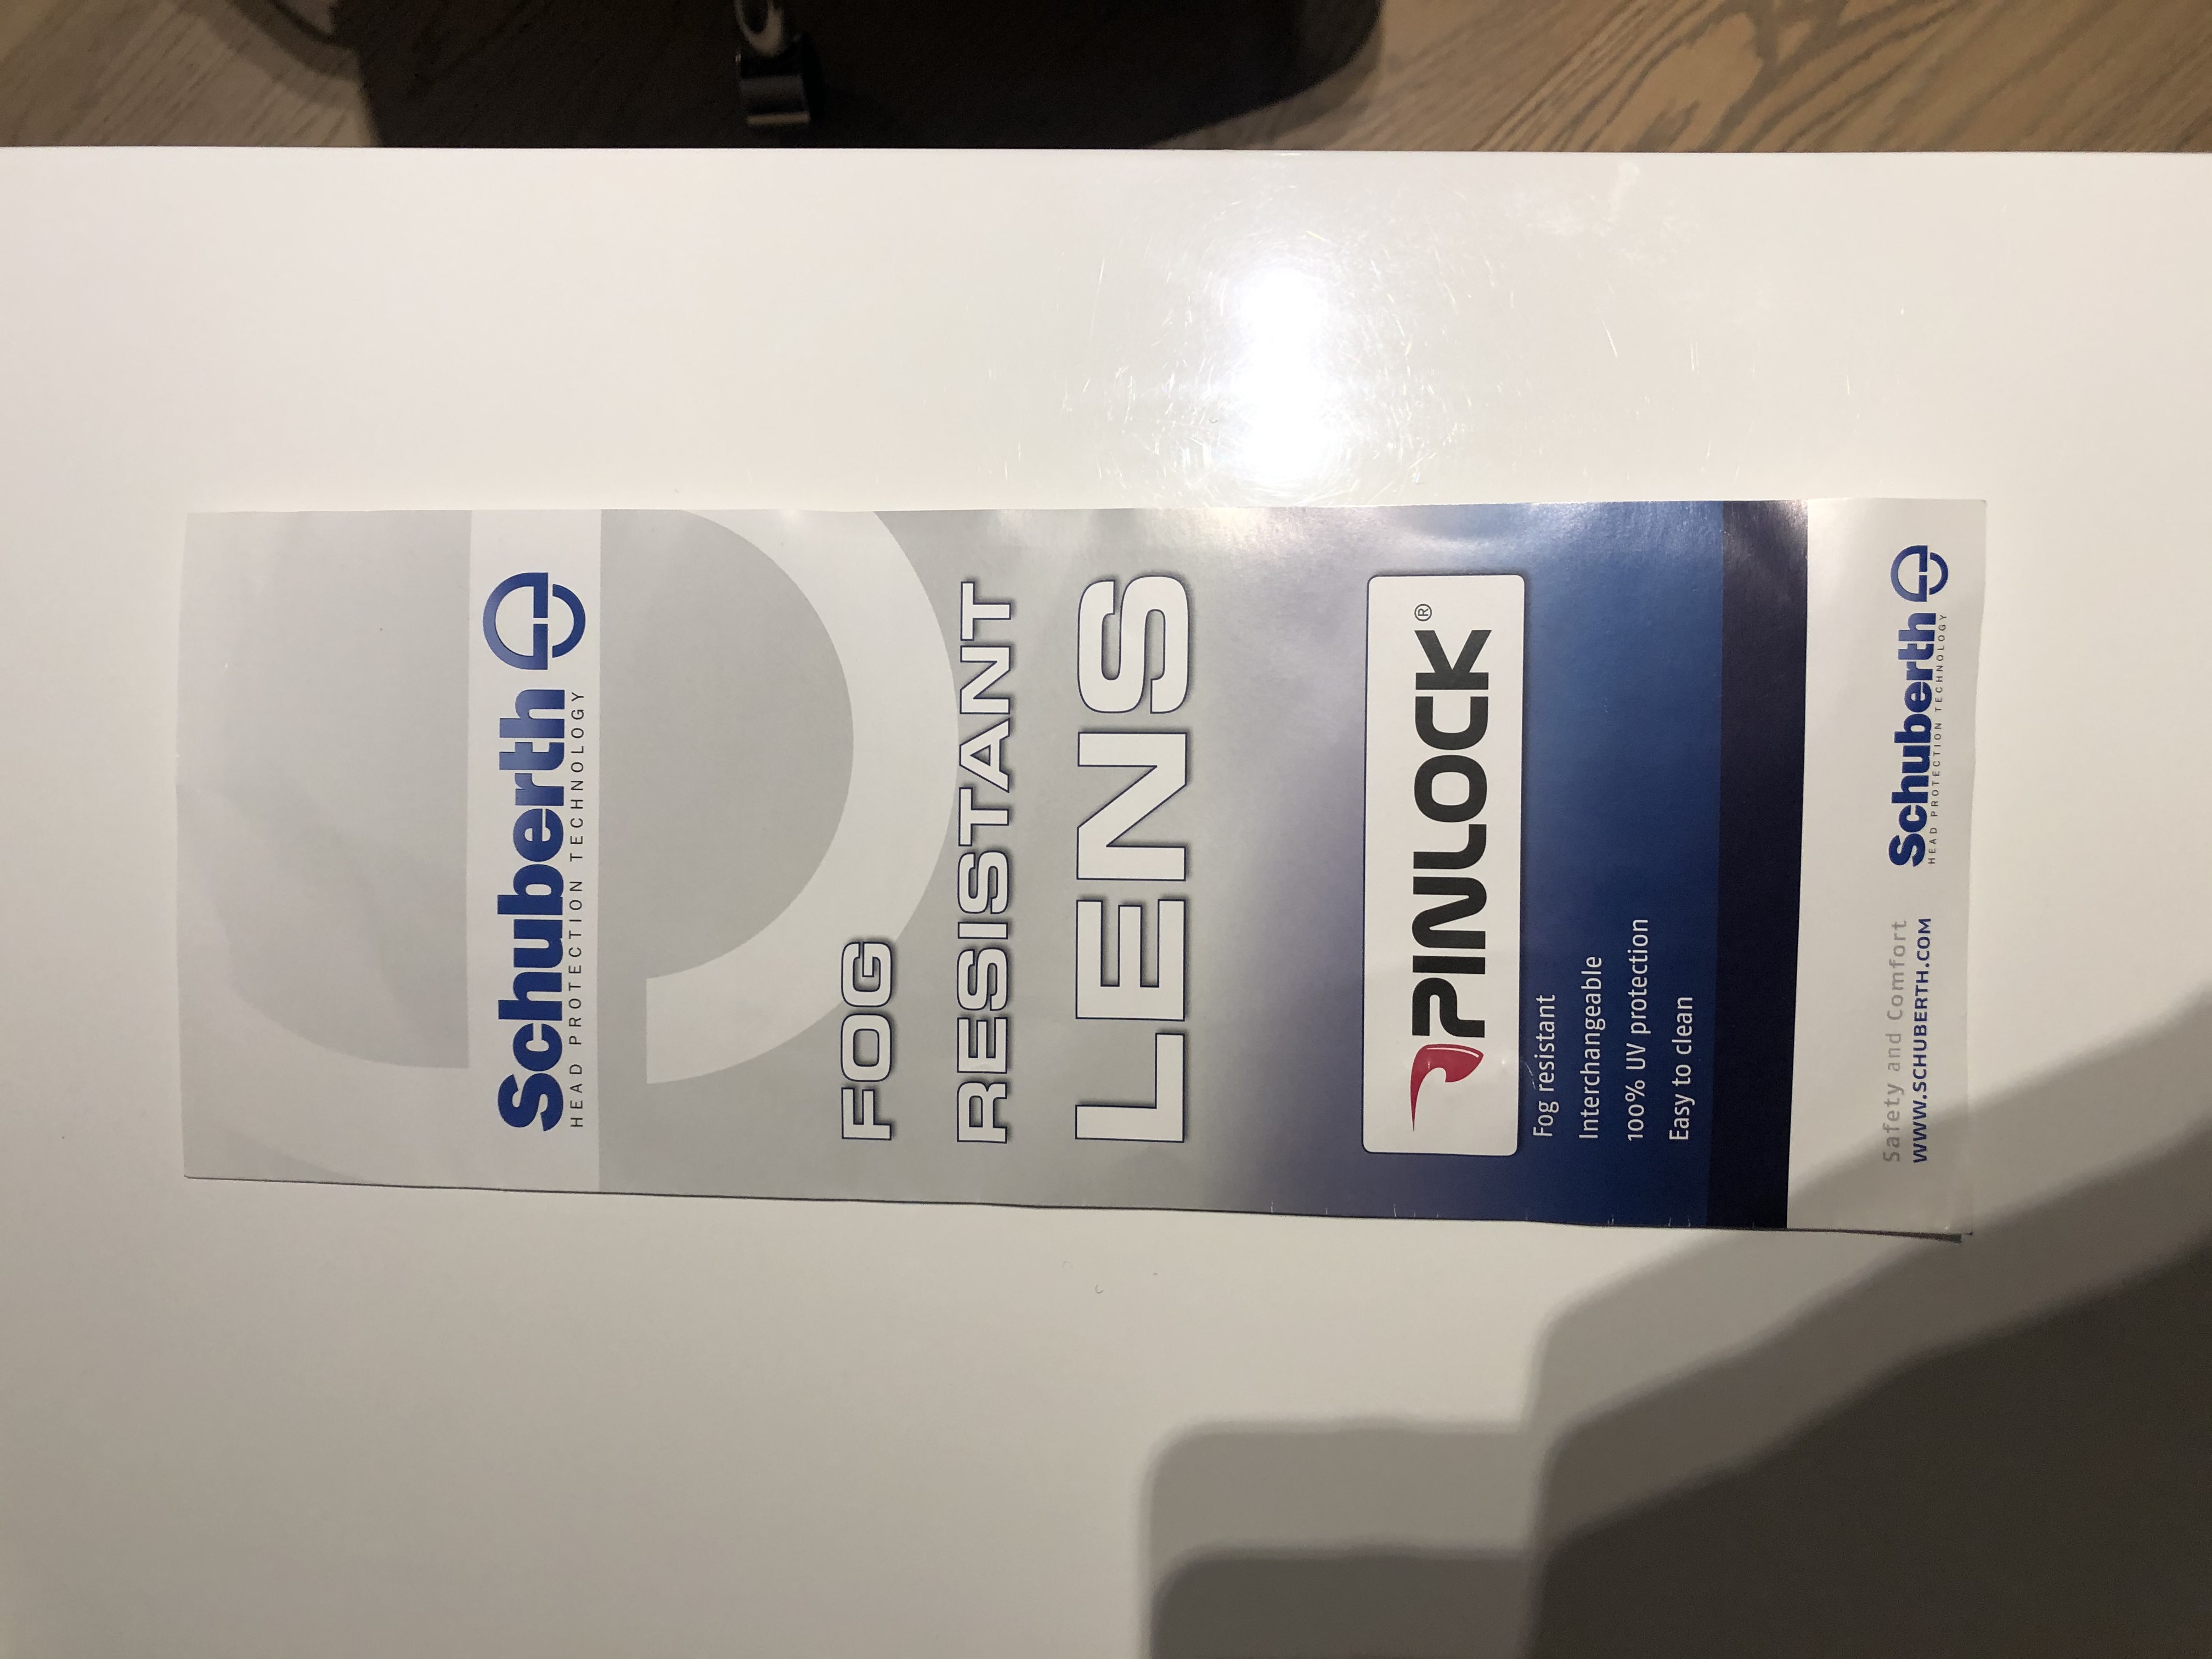 Schuberth
HEAD PROTECTION TECHNOLOGY
FOG
RESISTANT
LENS
PINLOCK®
Fog resistant
Interchangeable
100% UV protection
Easy to clean
Safety and Comfort
WWW.SCHUBERTH.COM
Schuberth
HEAD PROTECTION TECHNOLOGY